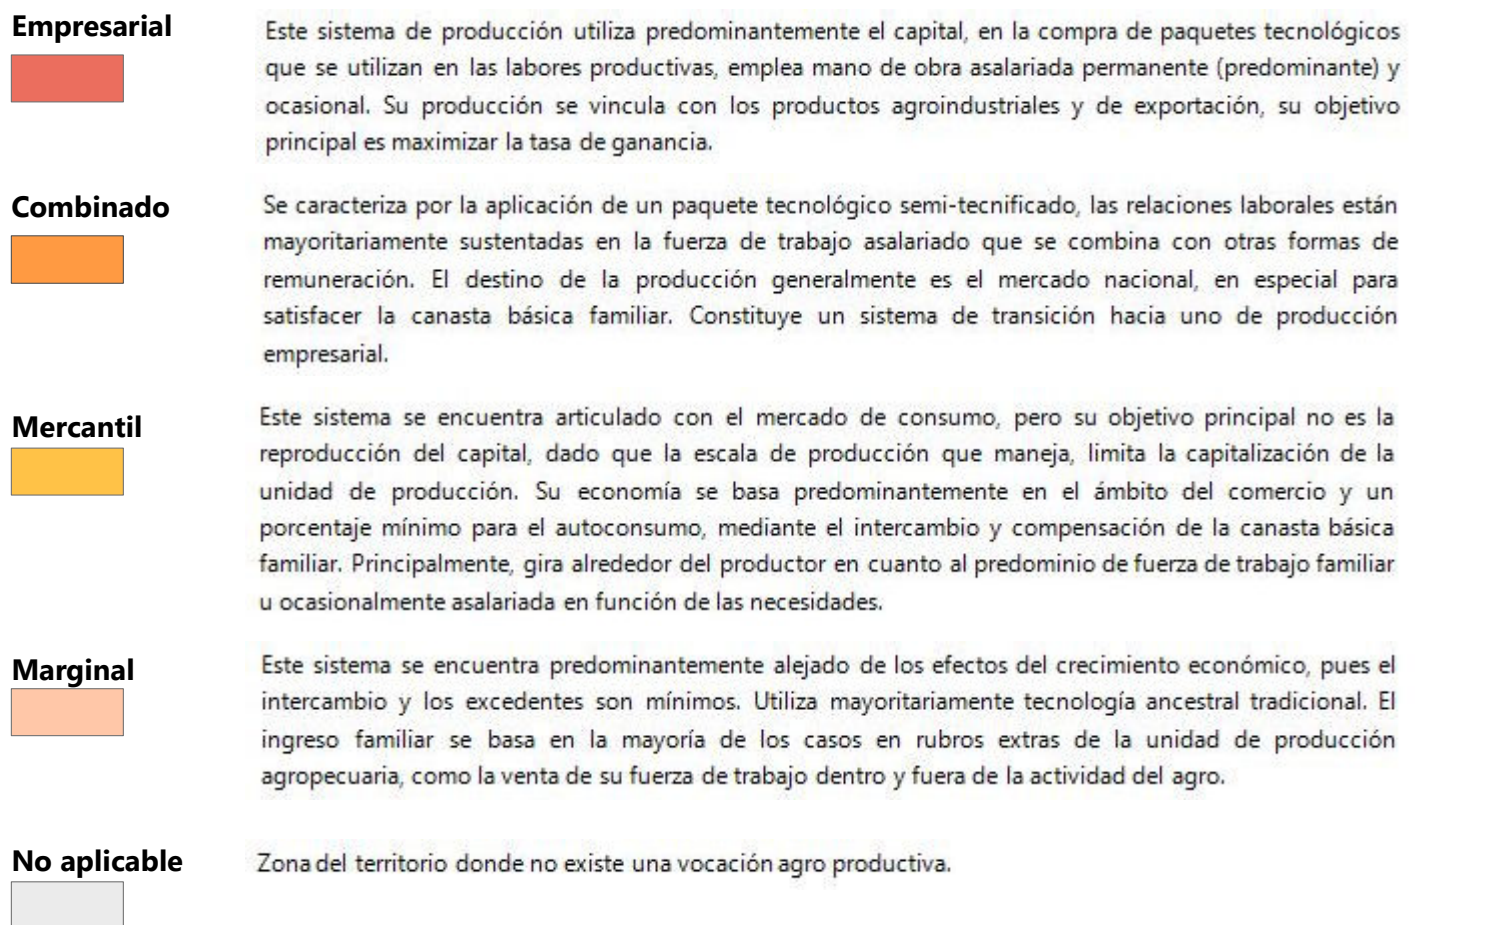 Empresarial
Este sistema de producción utiliza predominantemente el capital, en la compra de paquetes tecnológicos
que se utilizan en las labores productivas, emplea mano de obra asalariada permanente (predominante) y
ocasional. Su producción se vincula con los productos agroindustriales y de exportación, su objetivo
principal es maximizar la tasa de ganancia.
Combinado
Se caracteriza por la aplicación de un paquete tecnológico semi-tecnificado, las relaciones laborales están
mayoritariamente sustentadas en la fuerza de trabajo asalariado que se combina con otras formas de
remuneración. El destino de la producción generalmente es el mercado nacional, en especial para
satisfacer la canasta básica familiar. Constituye un sistema de transición hacia uno de producción
empresarial.
Mercantil
Este sistema se encuentra articulado con el mercado de consumo, pero su objetivo principal no es la
reproducción del capital, dado que la escala de producción que maneja, limita la capitalización de la
unidad de producción. Su economía se basa predominantemente en el ámbito del comercio y un
porcentaje mínimo para el autoconsumo, mediante el intercambio y compensación de la canasta básica
familiar. Principalmente, gira alrededor del productor en cuanto al predominio de fuerza de trabajo familiar
u ocasionalmente asalariada en función de las necesidades.
Marginal
Este sistema se encuentra predominantemente alejado de los efectos del crecimiento económico, pues el
intercambio y los excedentes son mínimos. Utiliza mayoritariamente tecnología ancestral tradicional. El
ingreso familiar se basa en la mayoría de los casos en rubros extras de la unidad de producción
agropecuaria, como la venta de su fuerza de trabajo dentro y fuera de la actividad del agro.
No aplicable
Zona del territorio donde no existe una vocación agro productiva.